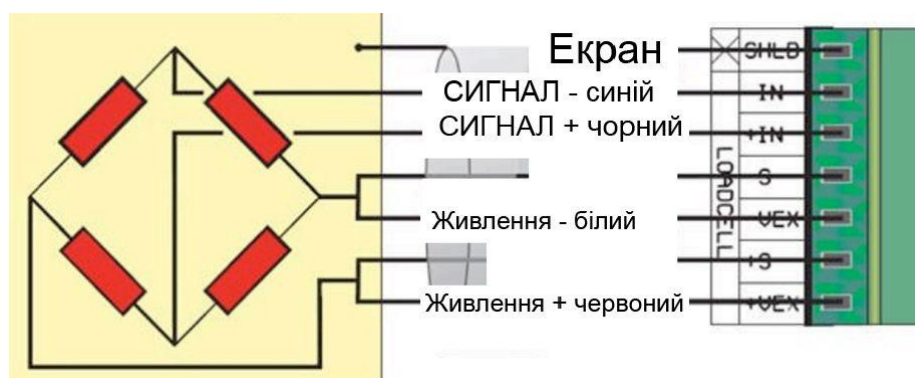 Екран SHLD
СИГНАЛ - синій IN
СИГНАЛ + чорний +IN
S
Живлення - білий VEX
+S
Живлення + червоний +VEX
LOADCELL